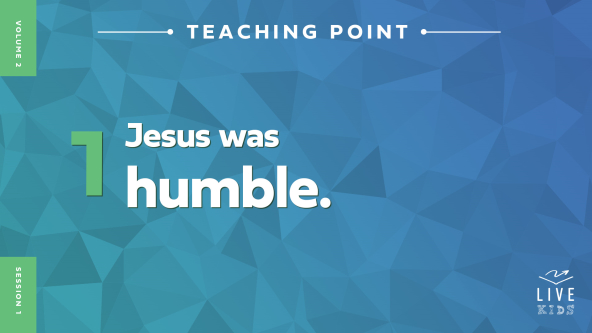 VOLUME 2
TEACHING POINT
1
Jesus was
humble.
SESSION 1
LIVE
KIDS